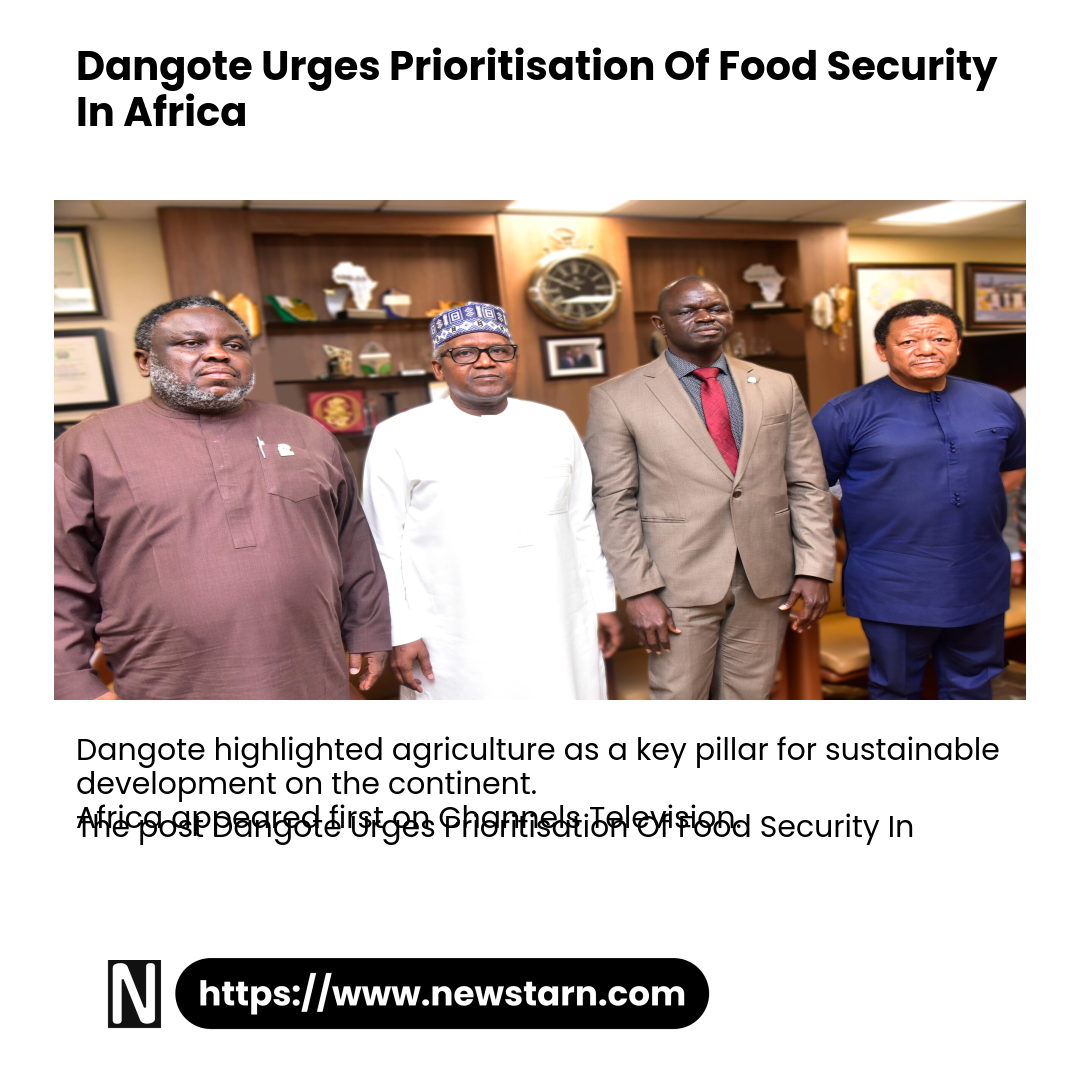 Dangote Urges Prioritisation Of Food Security
In Africa
Dangote highlighted agriculture as a key pillar for sustainable
development on the continent.
The post Dangote Urges Prioritisation Of Food Security In
Africa appeared first on Channels Television.
N
https://www.newstarn.com